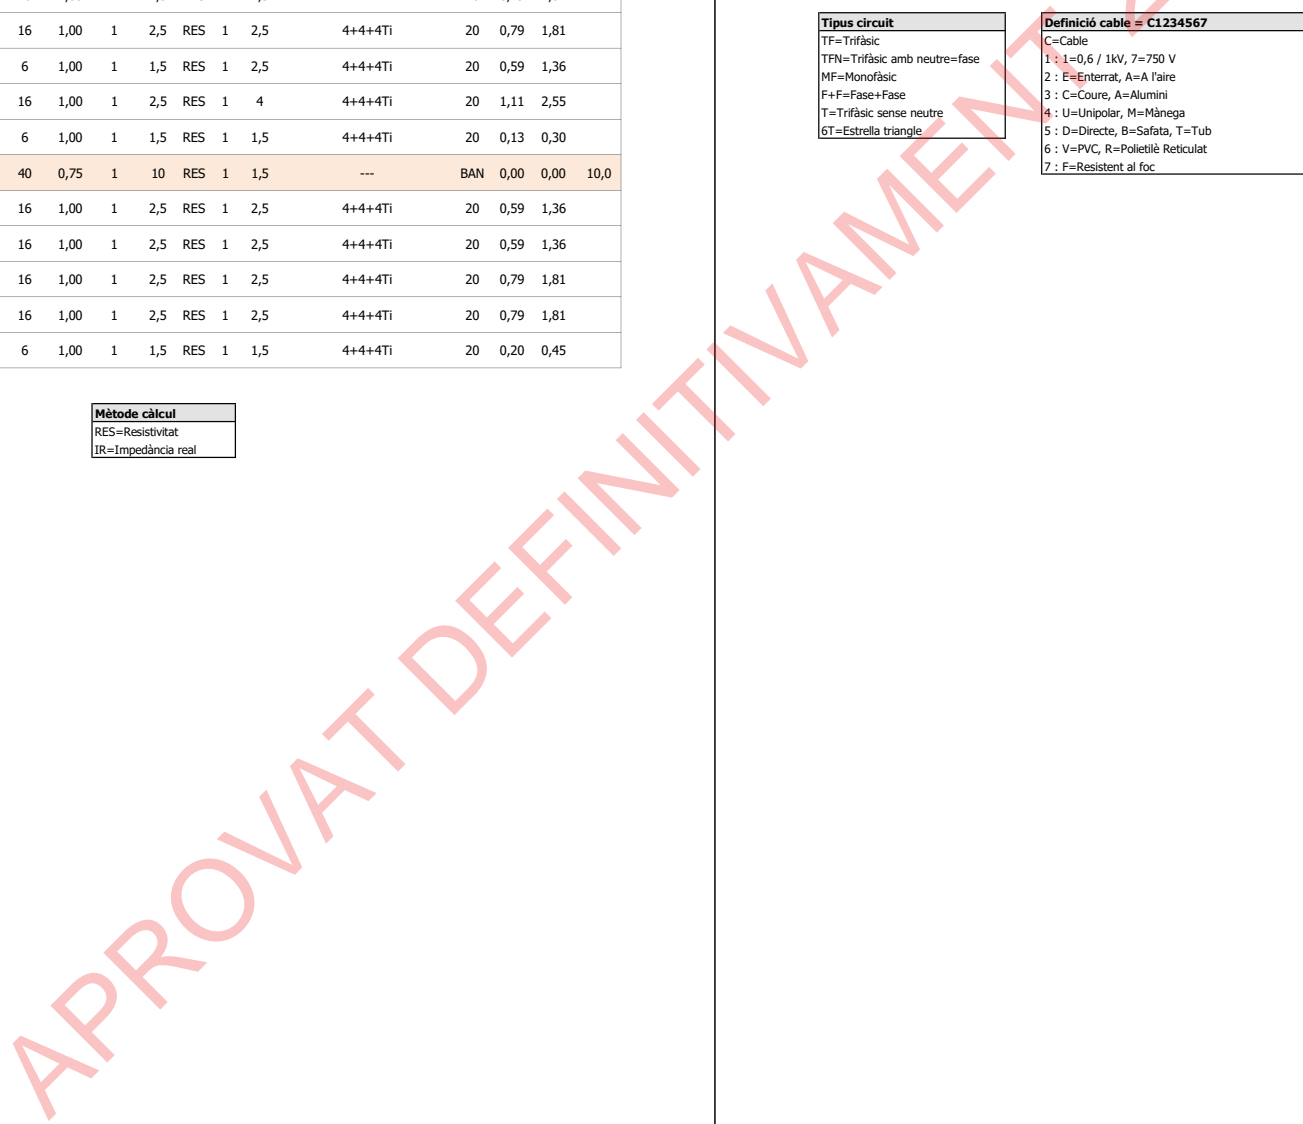 16 1,00 1 2,5 RES 1 2,5 4+4+4Ti 20 0,79 1,81
6 1,00 1 1,5 RES 1 2,5 4+4+4Ti 20 0,59 1,36
16 1,00 1 2,5 RES 1 4 4+4+4Ti 20 1,11 2,55
6 1,00 1 1,5 RES 1 1,5 4+4+4Ti 20 0,13 0,30
40 0,75 1 10 RES 1 1,5 --- BAN 0,00 0,00 10,0
16 1,00 1 2,5 RES 1 2,5 4+4+4Ti 20 0,59 1,36
16 1,00 1 2,5 RES 1 2,5 4+4+4Ti 20 0,59 1,36
16 1,00 1 2,5 RES 1 2,5 4+4+4Ti 20 0,79 1,81
16 1,00 1 2,5 RES 1 2,5 4+4+4Ti 20 0,79 1,81
6 1,00 1 1,5 RES 1 1,5 4+4+4Ti 20 0,20 0,45
Mètode càlcul
RES=Resistivitat
IR=Impedància real
Tipus circuit
TF=Trifàsic
TFN=Trifàsic amb neutre=fase
MF=Monofàsic
F+F=Fase+Fase
T=Trifàsic sense neutre
6T=Estrella triangle
Definició cable = C1234567
C=Cable
1 : 1=0,6 / 1kV, 7=750 V
2 : E=Enterrat, A=A l'aire
3 : C=Coure, A=Alumini
4 : U=Unipolar, M=Mànega
5 : D=Directe, B=Safata, T=Tub
6 : V=PVC, R=Polietilè Reticulat
7 : F=Resistent al foc
APROVAT DEFINITIVAMENT